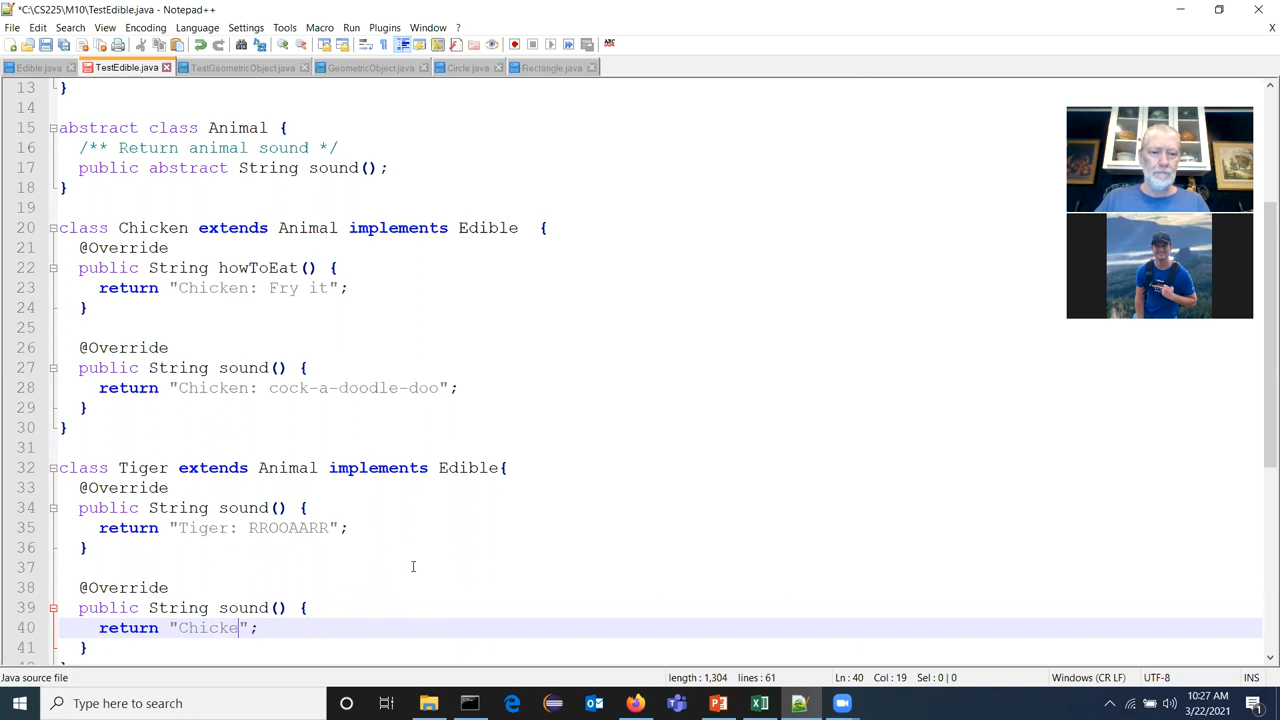 *C:\CS225\M10\TestEdible.java - Notepad++
File Edit Search View Encoding Language Settings Tools Macro Run Plugins Window ?
X
Edible.java TestEdible.java TestGeometricObject.java GeometricObject.java Circle.java Rectangle.java
13 }
14
15 abstract class Animal {
16 /** Return animal sound */
17 public abstract String sound();
18 }
19
20 class Chicken extends Animal implements Edible {
21 @Override
22 public String howToEat() {
23 return "Chicken: Fry it";
24 }
25
26 @Override
27 public String sound() {
28 return "Chicken: cock-a-doodle-doo";
29 }
30 }
31
32 class Tiger extends Animal implements Edible{
33 @Override
34 public String sound() {
35 return "Tiger: RROOAARR";
36 }
37
38 @Override
39 public String sound() {
40 return "Chicke";
41 }
Java source file length : 1,304 lines : 61 Ln : 40 Col : 19 Sel : 0 | 0 Windows (CR LF) UTF-8 INS
Type here to search
10:27 AM
3/22/2021